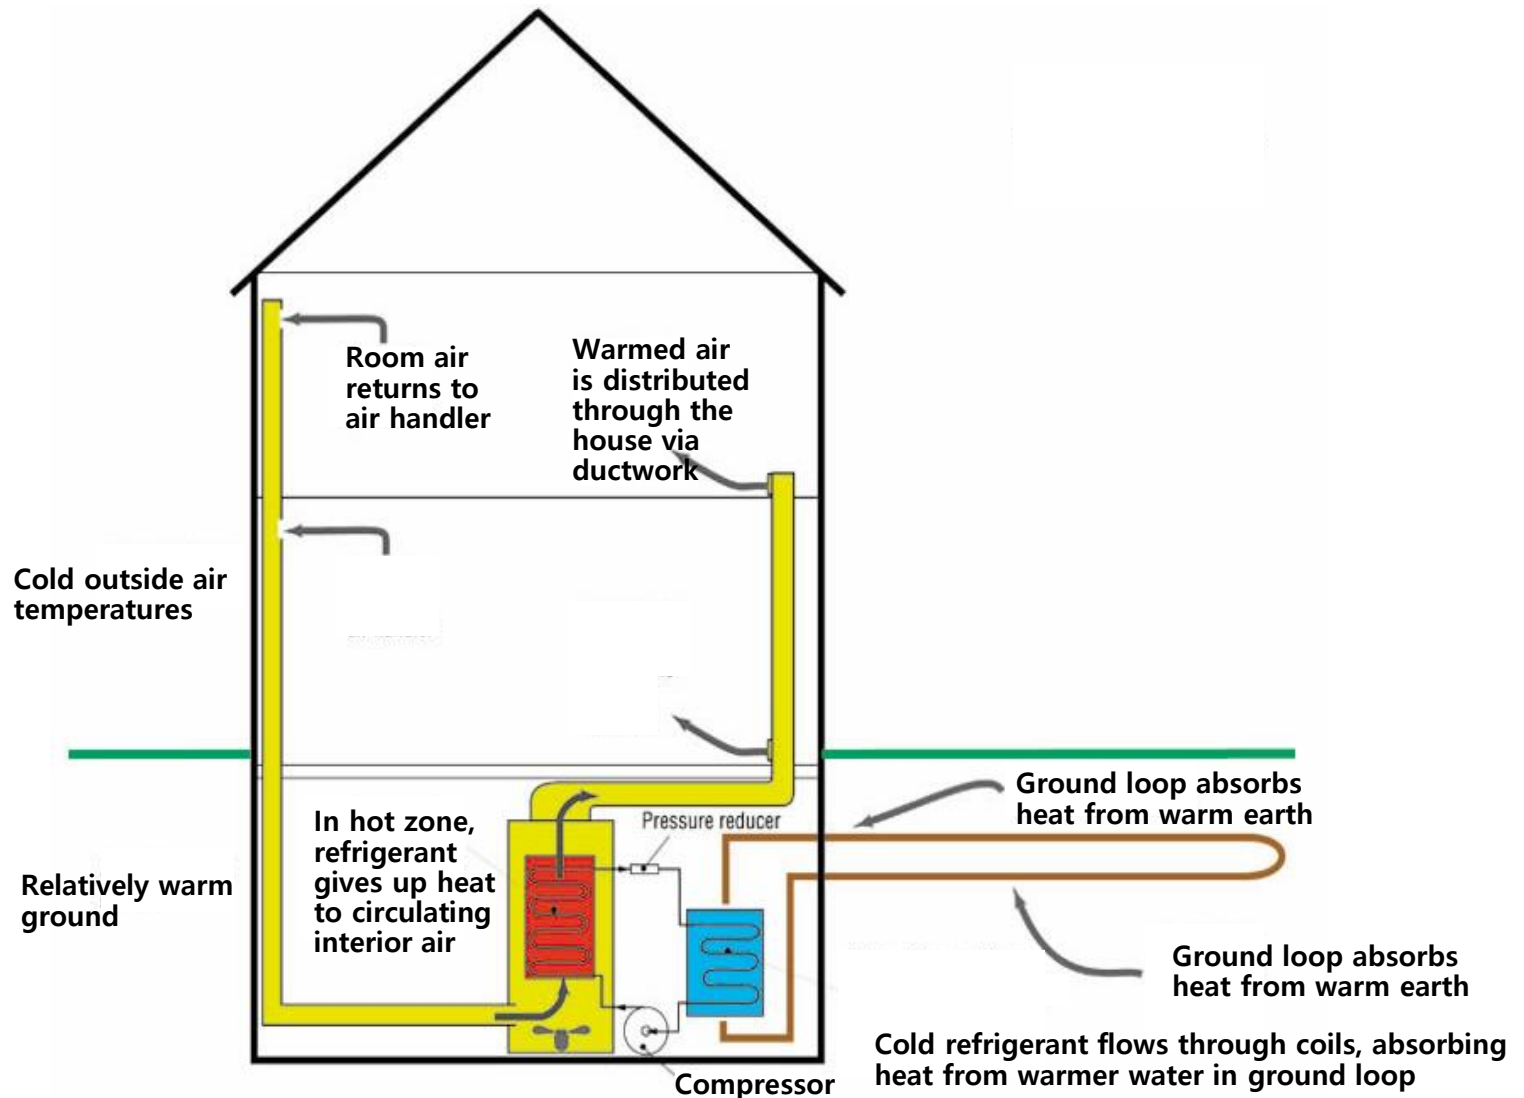 Room air
returns to
air handler
Warmed air
is distributed
through the
house via
ductwork
Cold outside air
temperatures
Ground loop absorbs
heat from warm earth
In hot zone,
refrigerant
gives up heat
to circulating
interior air
Pressure reducer
Relatively warm
ground
Ground loop absorbs
heat from warm earth
Cold refrigerant flows through coils, absorbing
heat from warmer water in ground loop
Compressor